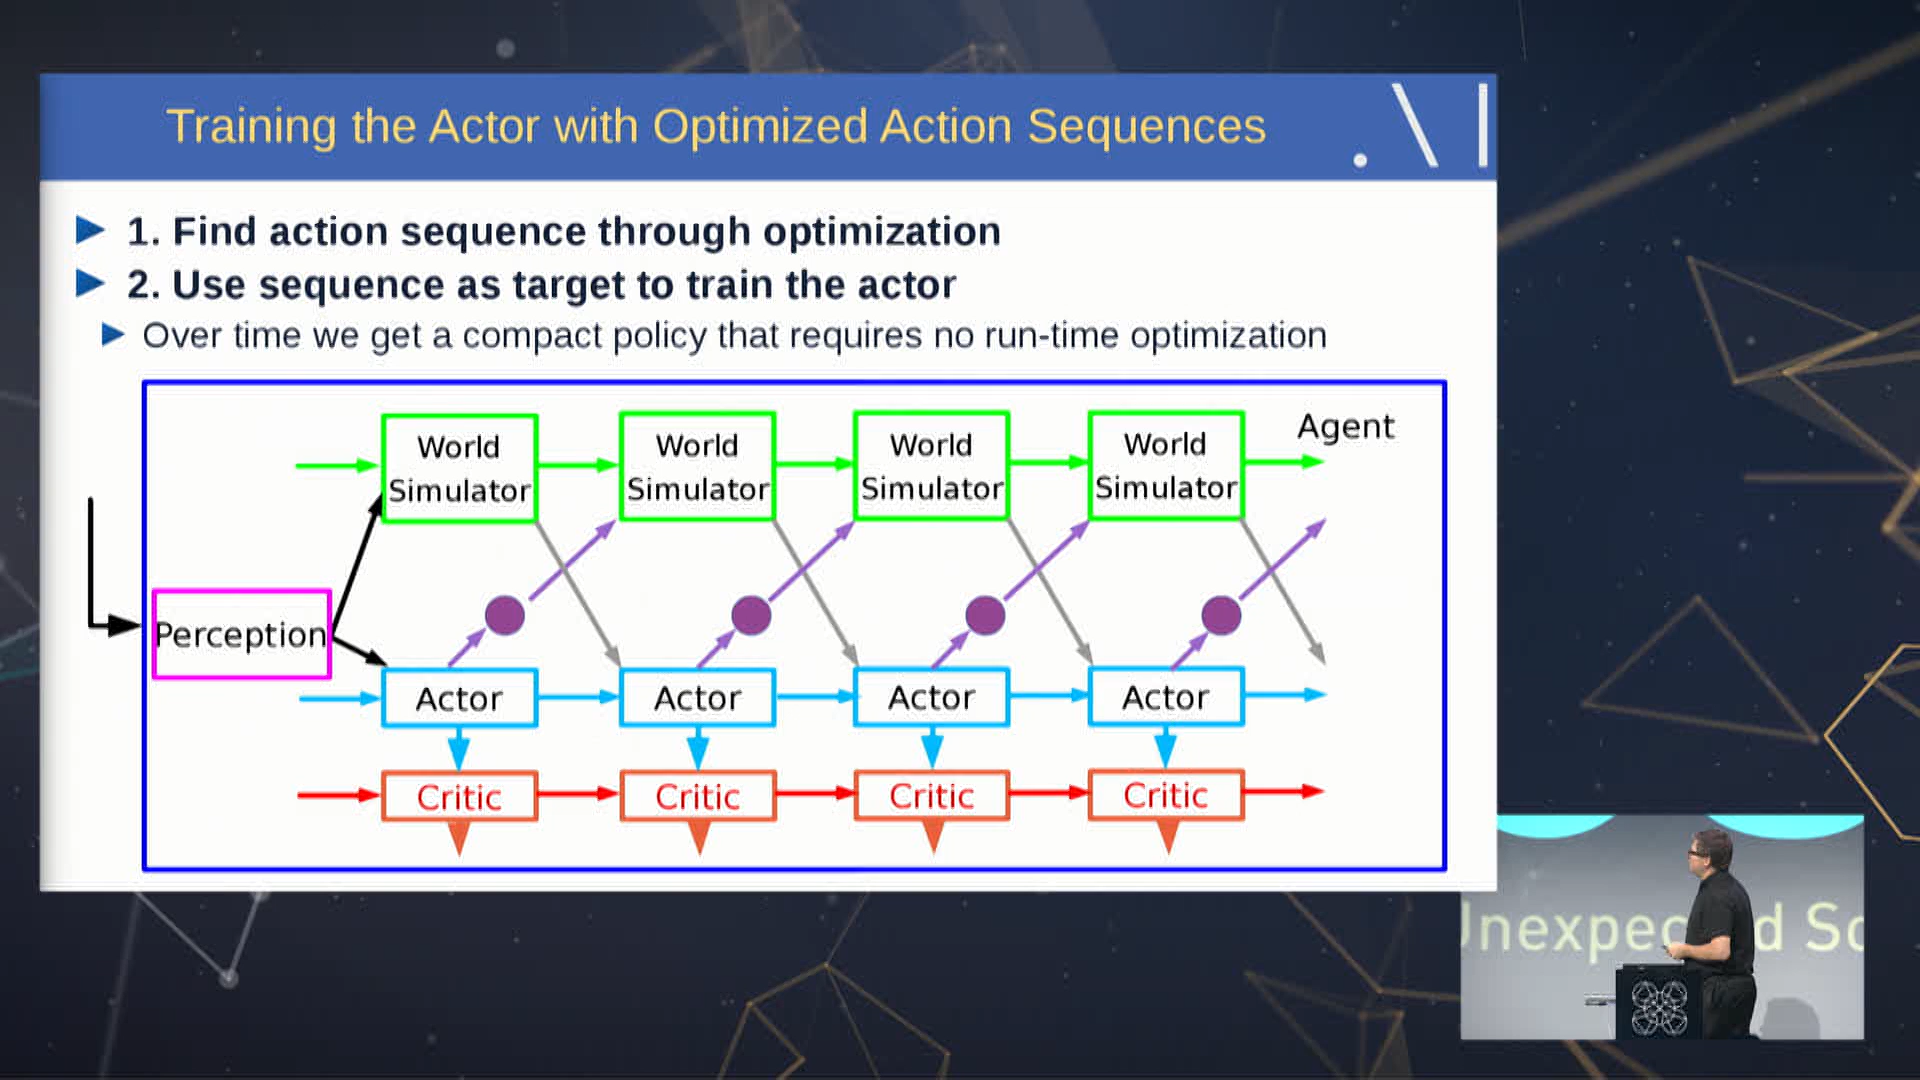 Training the Actor with Optimized Action Sequences
1. Find action sequence through optimization
2. Use sequence as target to train the actor
Over time we get a compact policy that requires no run-time optimization
Agent
World
Simulator
World
Simulator
World
Simulator
World
Simulator
Perception
Actor
Actor
Actor
Actor
Critic
Critic
Critic
Critic